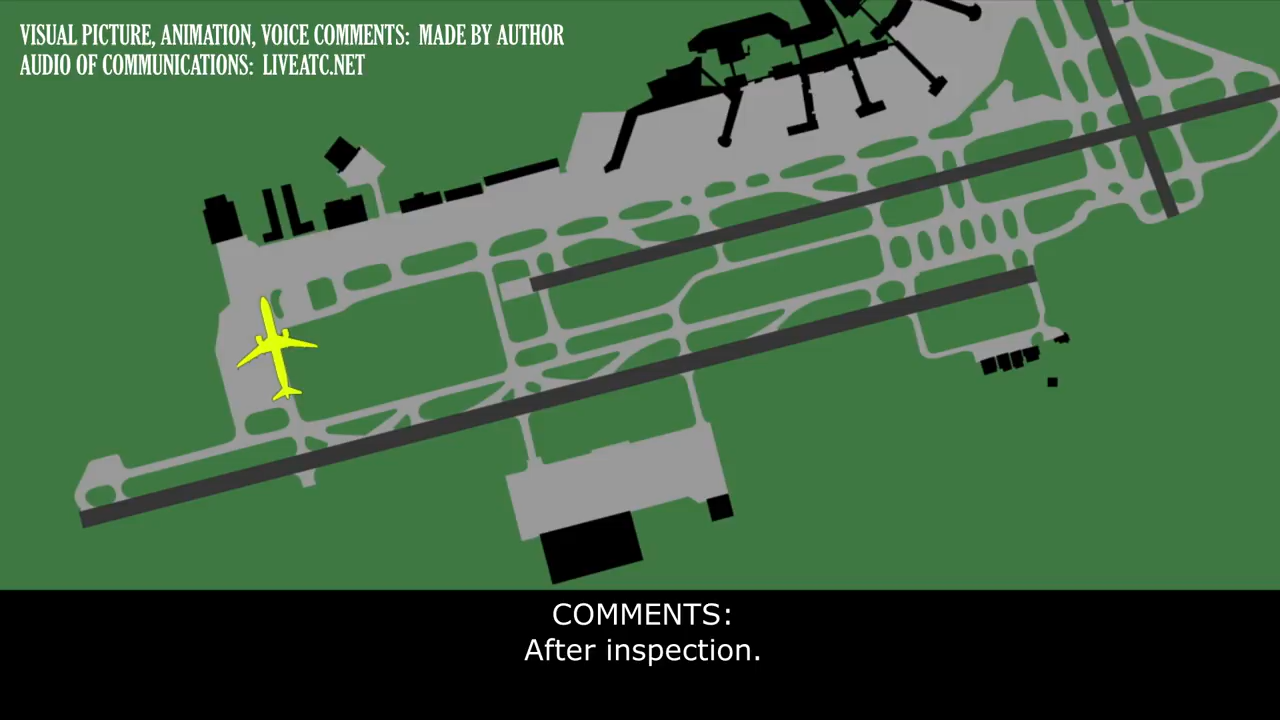 VISUAL PICTURE, ANIMATION, VOICE COMMENTS: MADE BY AUTHOR
AUDIO OF COMMUNICATIONS: LIVEATC.NET
COMMENTS:
After inspection.